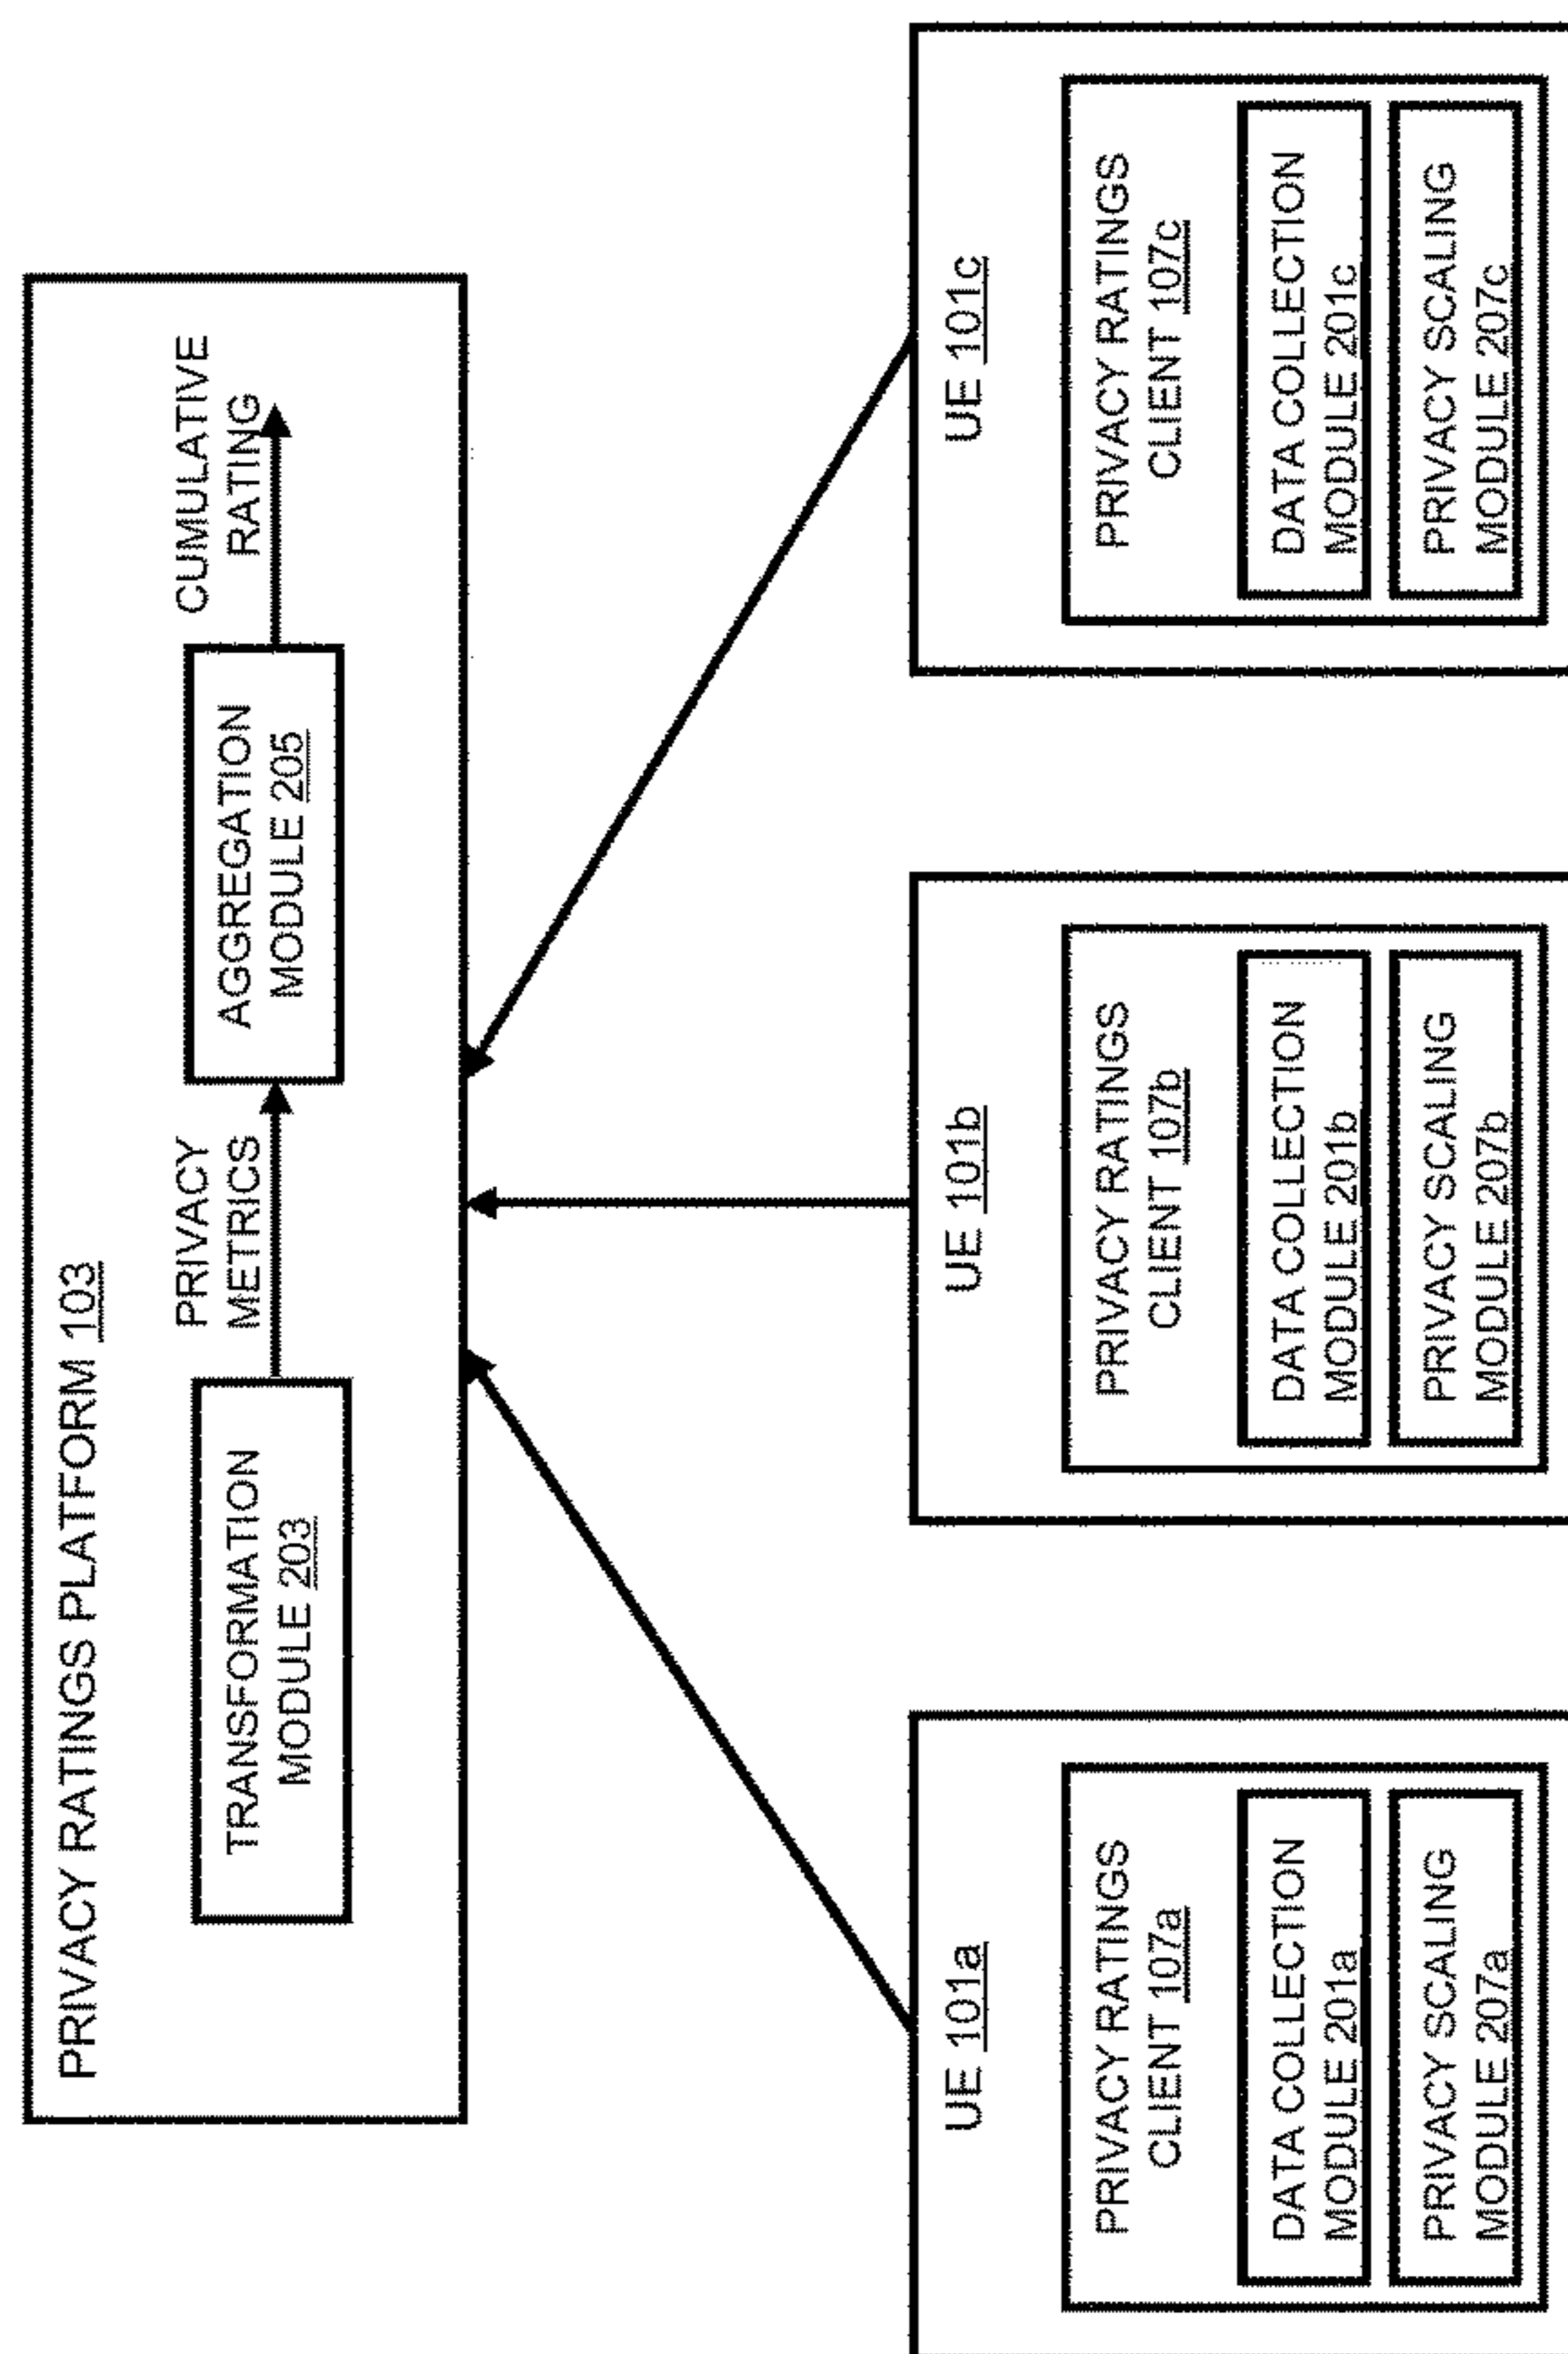 PRIVACY RATINGS PLATFORM 103
TRANSFORMATION
MODULE 203
PRIVACY
METRICS
AGGREGATION
MODULE 205
CUMULATIVE
RATING
UE 101a
PRIVACY RATINGS
CLIENT 107a
DATA COLLECTION
MODULE 201a
PRIVACY SCALING
MODULE 207a
UE 101b
PRIVACY RATINGS
CLIENT 107b
DATA COLLECTION
MODULE 201b
PRIVACY SCALING
MODULE 207b
UE 101c
PRIVACY RATINGS
CLIENT 107c
DATA COLLECTION
MODULE 201c
PRIVACY SCALING
MODULE 207c